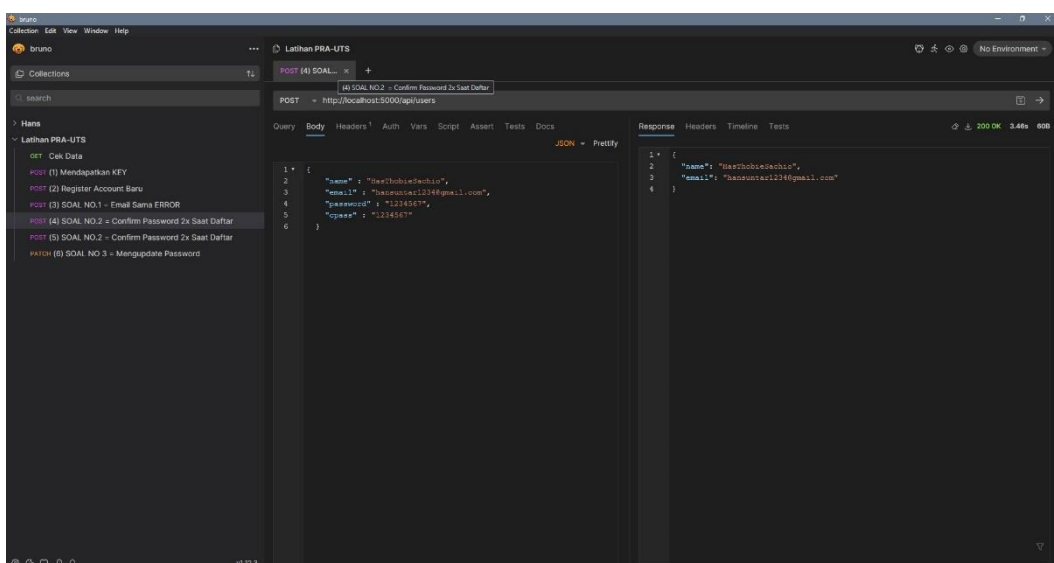 bruno
Collection Edit View Window Help
bruno
Latihan PRA-UTS
No Environment
Collections
POST (4) SOAL...
(4) SOAL NO.2 = Confirm Password 2x Saat Daftar
search
POST http://localhost:5000/api/users
Hans
Latihan PRA-UTS
GET Cek Data
POST (1) Mendapatkan KEY
POST (2) Register Account Baru
POST (3) SOAL NO.1 = Email Sama ERROR
POST (4) SOAL NO.2 = Confirm Password 2x Saat Daftar
POST (5) SOAL NO.2 = Confirm Password 2x Saat Daftar
PATCH (6) SOAL NO 3 = Mengupdate Password
Query Body Headers 1 Auth Vars Script Assert Tests Docs
JSON Prettify
1 {
2 "name" : "HasThobieSachio",
3 "email" : "hansuntar1234@gmail.com",
4 "password" : "1234567",
5 "cpass" : "1234567"
6 }
Response Headers Timeline Tests
200 OK 3.46s 60B
1 {
2 "name": "HasThobieSachio",
3 "email": "hansuntar1234@gmail.com"
4 }